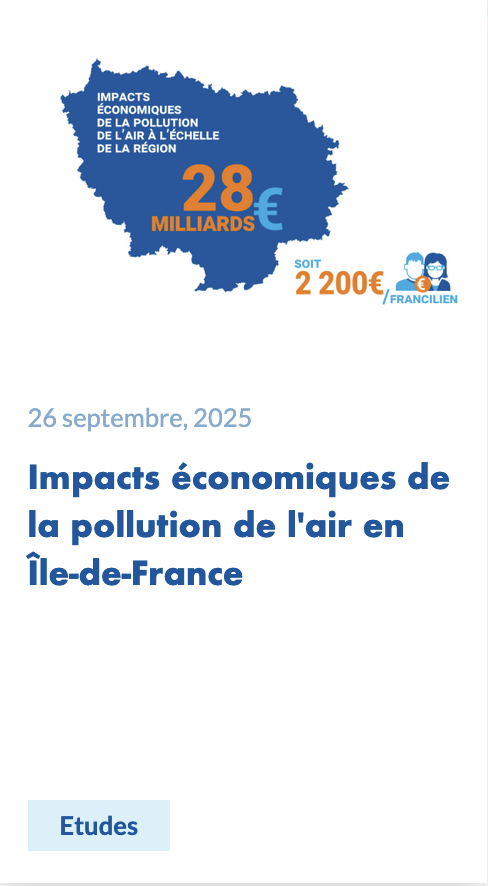 IMPACTS
ÉCONOMIQUES
DE LA POLLUTION
DE L'AIR À L'ÉCHELLE
DE LA RÉGION
28
MILLIARDS €
SOIT
2 200€
/FRANCILIEN
€
26 septembre, 2025
Impacts économiques de
la pollution de l'air en
Île-de-France
Etudes